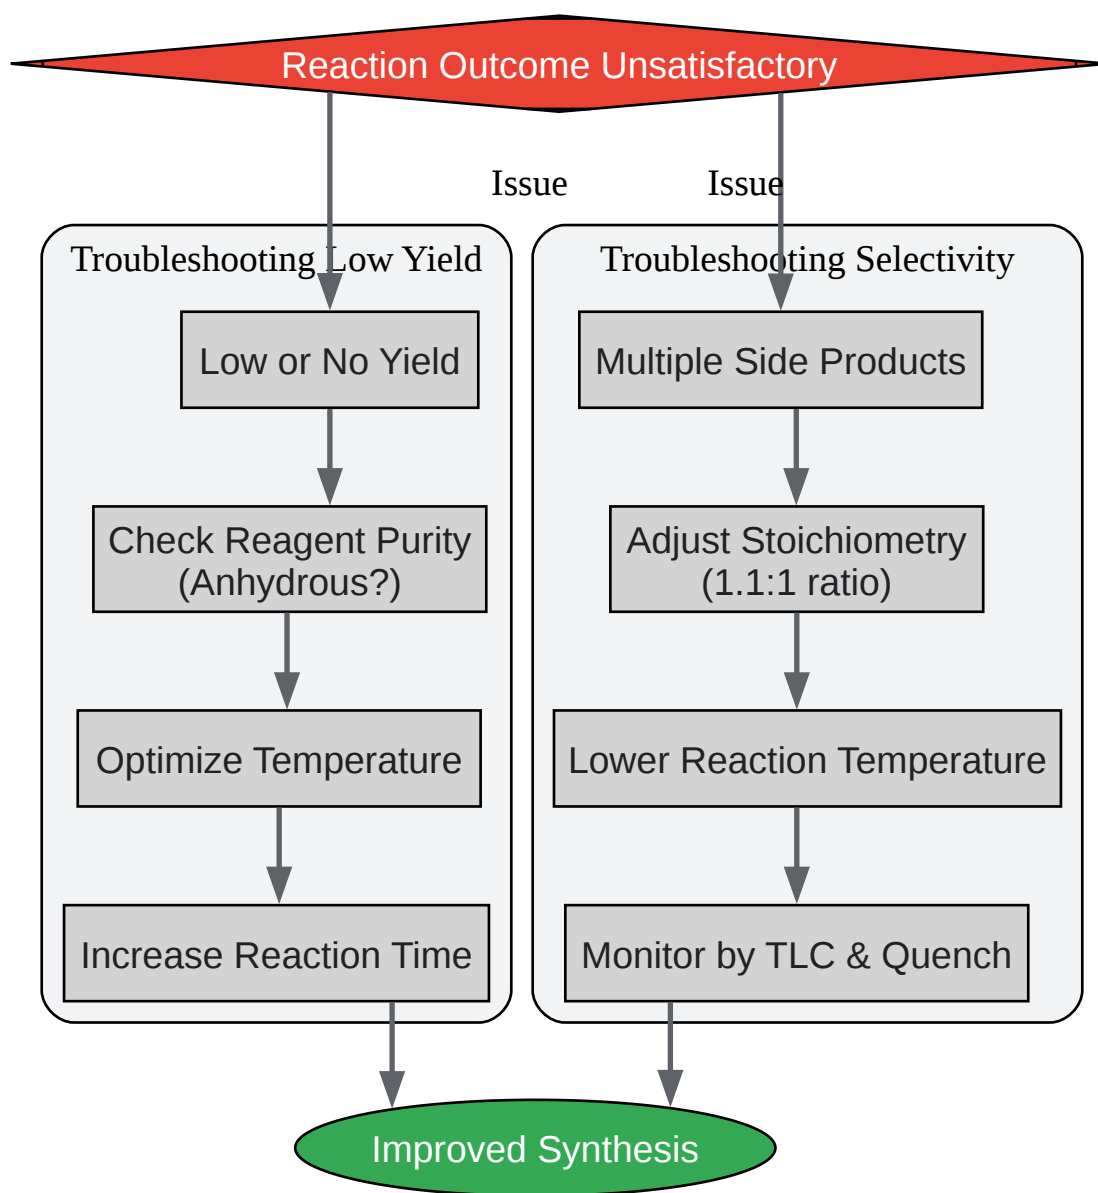 Reaction Outcome Unsatisfactory
Issue
Issue
Troubleshooting Low Yield
Low or No Yield
Check Reagent Purity
(Anhydrous?)
Optimize Temperature
Increase Reaction Time
Troubleshooting Selectivity
Multiple Side Products
Adjust Stoichiometry
(1.1:1 ratio)
Lower Reaction Temperature
Monitor by TLC & Quench
Improved Synthesis